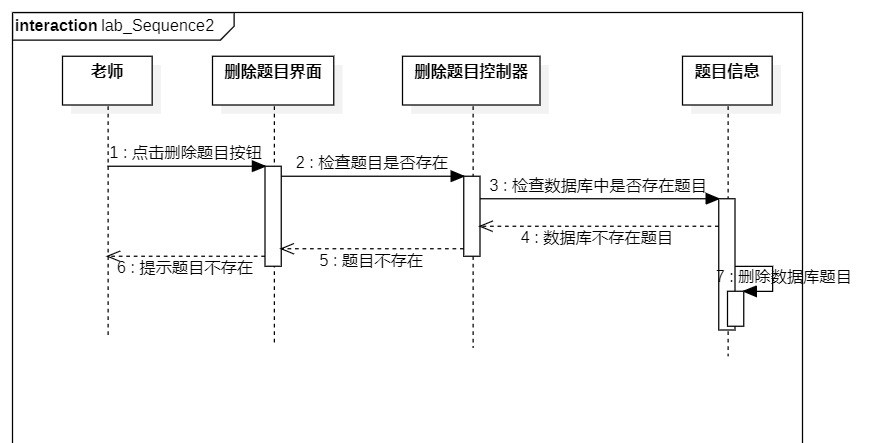 interaction lab_Sequence2
老师
删除题目界面
删除题目控制器
题目信息
1 : 点击删除题目按钮
2 : 检查题目是否存在
3 : 检查数据库中是否存在题目
4 : 数据库不存在题目
5 : 题目不存在
6 : 提示题目不存在
7 : 删除数据库题目